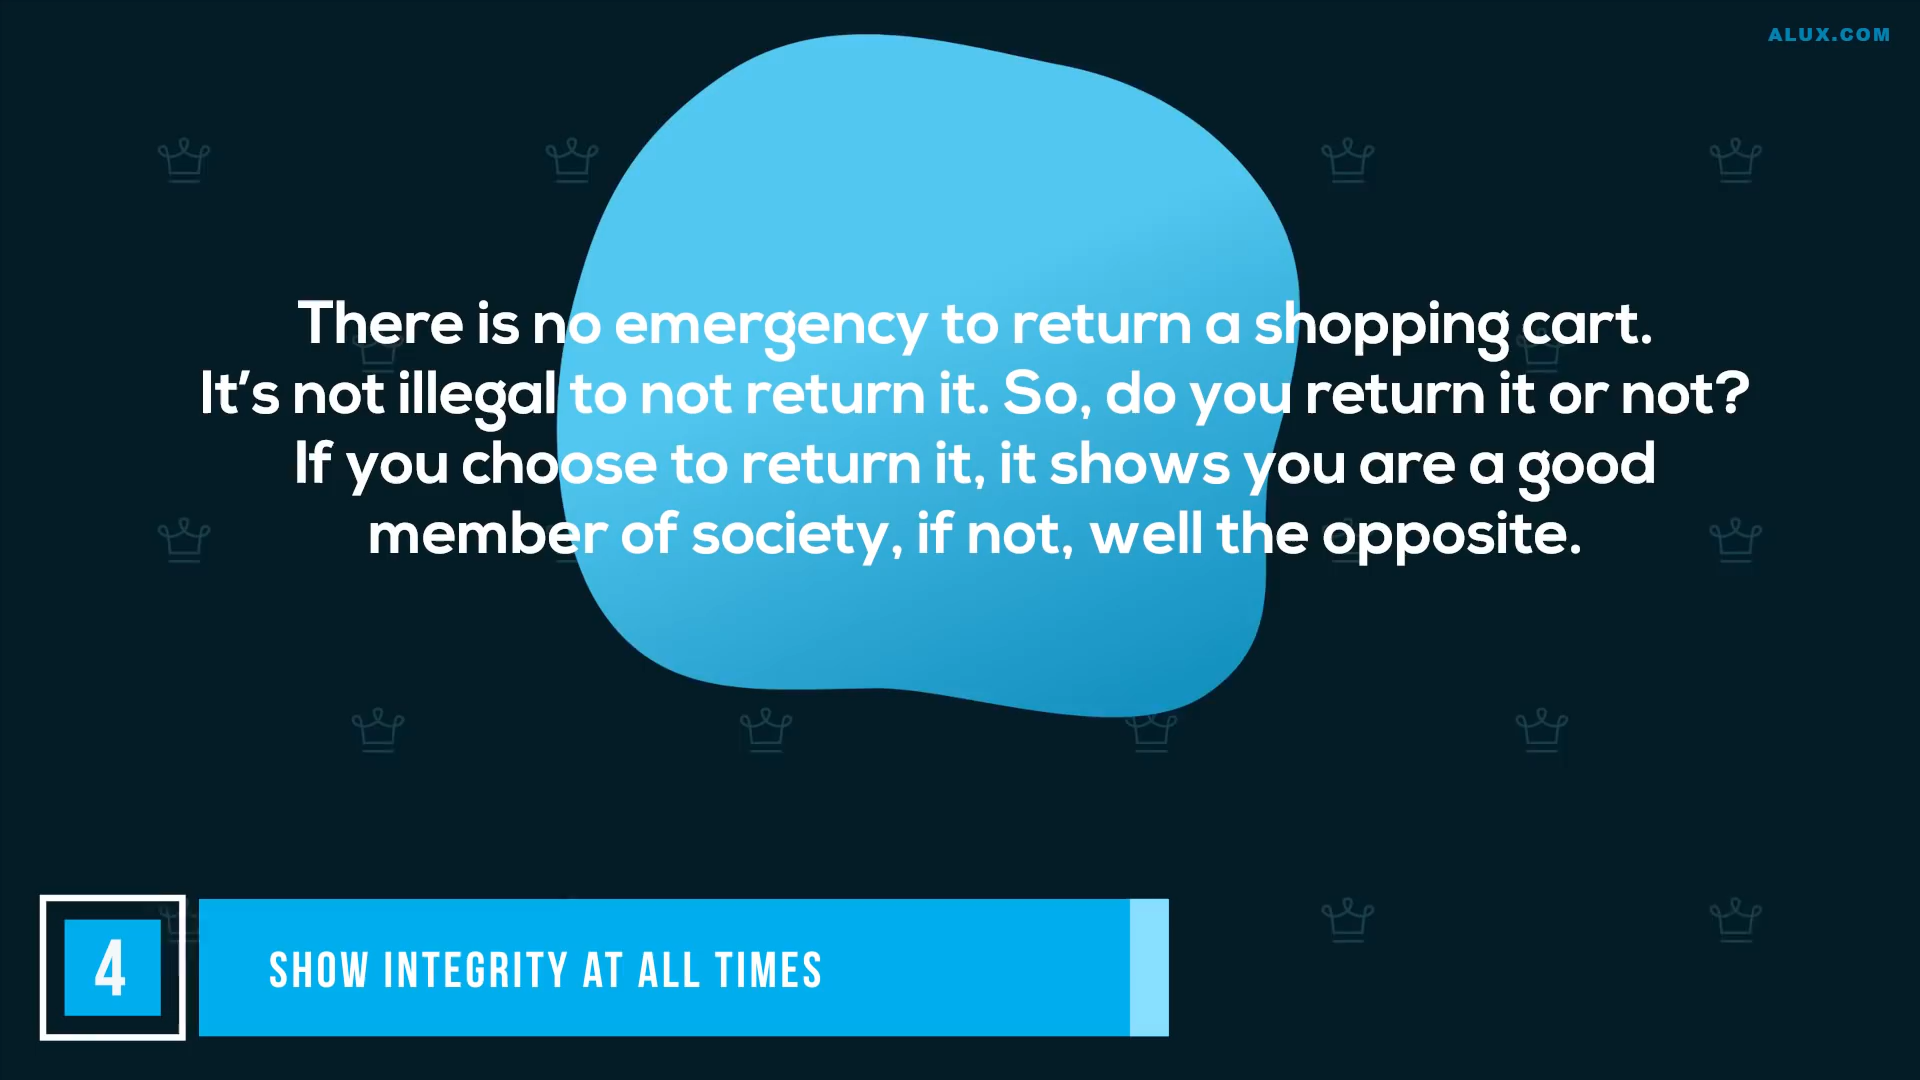 ALUX.COM
There is no emergency to return a shopping cart.
It’s not illegal to not return it. So, do you return it or not?
If you choose to return it, it shows you are a good
member of society, if not, well the opposite.
4
SHOW INTEGRITY AT ALL TIMES